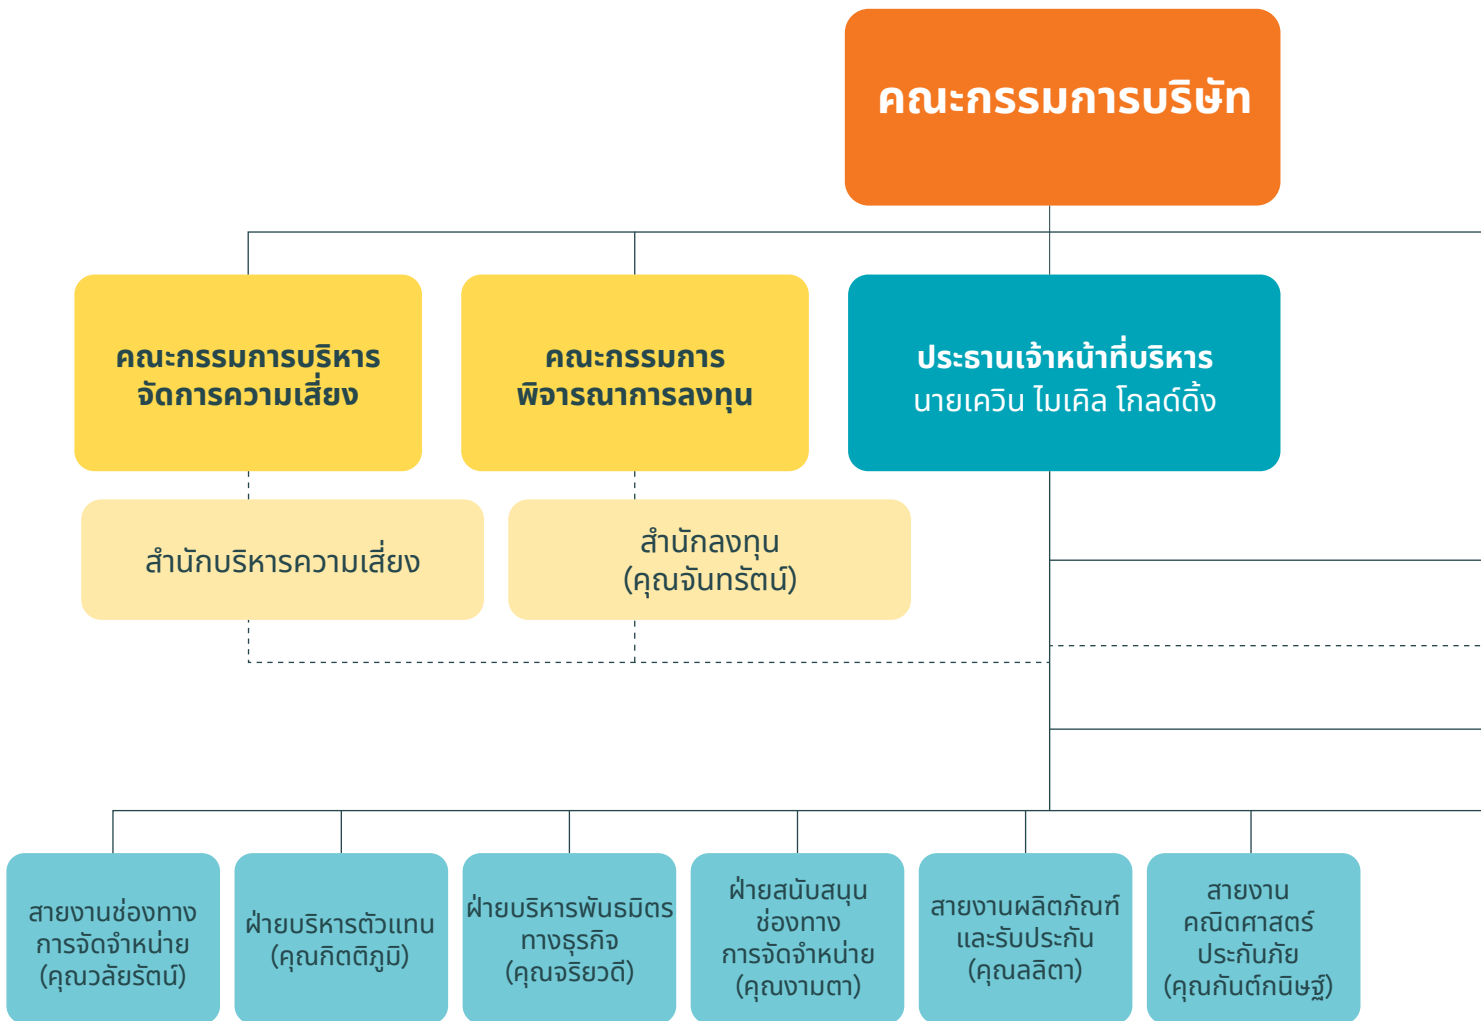 คณะกรรมการบริษัท
คณะกรรมการบริหาร
จัดการความเสี่ยง
คณะกรรมการ
พิจารณาการลงทุน
ประธานเจ้าหน้าที่บริหาร
นายเควิน ไมเคิล โกลด์ดิ้ง
สำนักบริหารความเสี่ยง
สำนักลงทุน
(คุณจันทรัตน์)
สายงานช่องทาง
การจัดจำหน่าย
(คุณวลัยรัตน์)
ฝ่ายบริหารตัวแทน
(คุณกิตติภูมิ)
ฝ่ายบริหารพันธมิตร
ทางธุรกิจ
(คุณจริยวดี)
ฝ่ายสนับสนุน
ช่องทาง
การจัดจำหน่าย
(คุณงามตา)
สายงานผลิตภัณฑ์
และรับประกัน
(คุณลลิตา)
สายงาน
คณิตศาสตร์
ประกันภัย
(คุณกันต์กนิษฐ์)